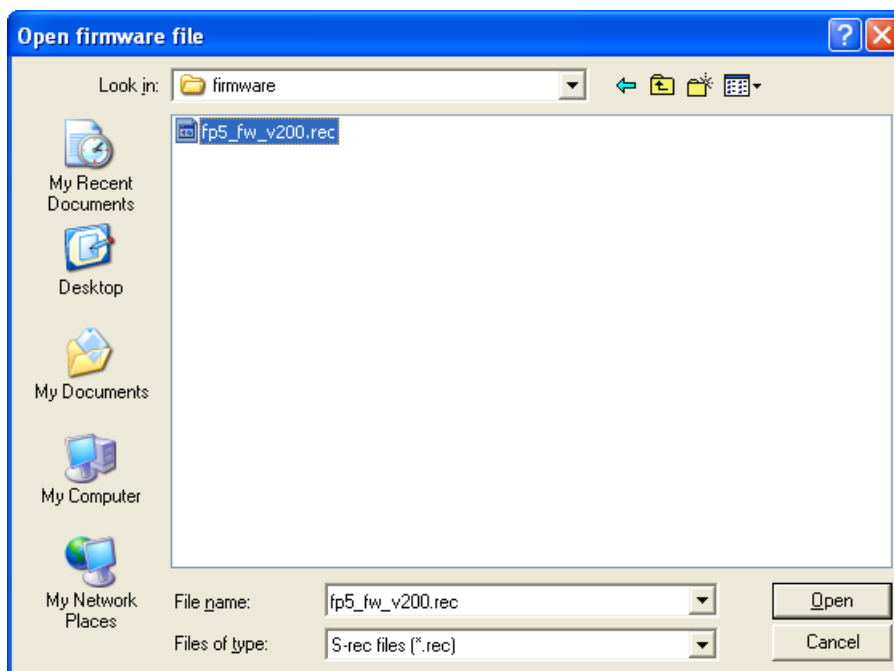 Open firmware file
Look in: firmware
fp5_fw_v200.rec
My Recent
Documents
Desktop
My Documents
My Computer
My Network
Places
File name: fp5_fw_v200.rec Open
Files of type: S-rec files (*.rec) Cancel